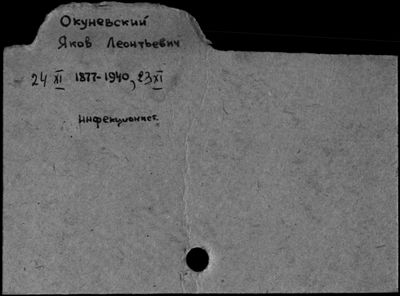 Окуневский
Яков Леонтьевич
24 XI 1877-1940, 23 XI
инфекционист.